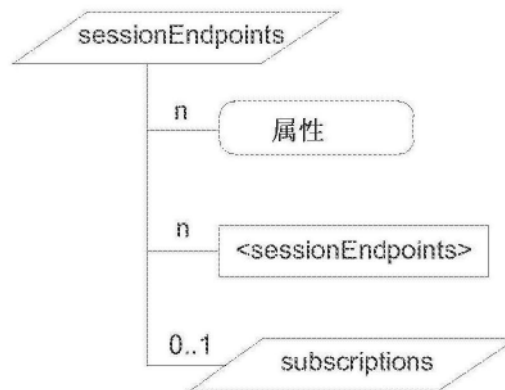 sessionEndpoints
n
属性
n
<sessionEndpoints>
0..1
subscriptions